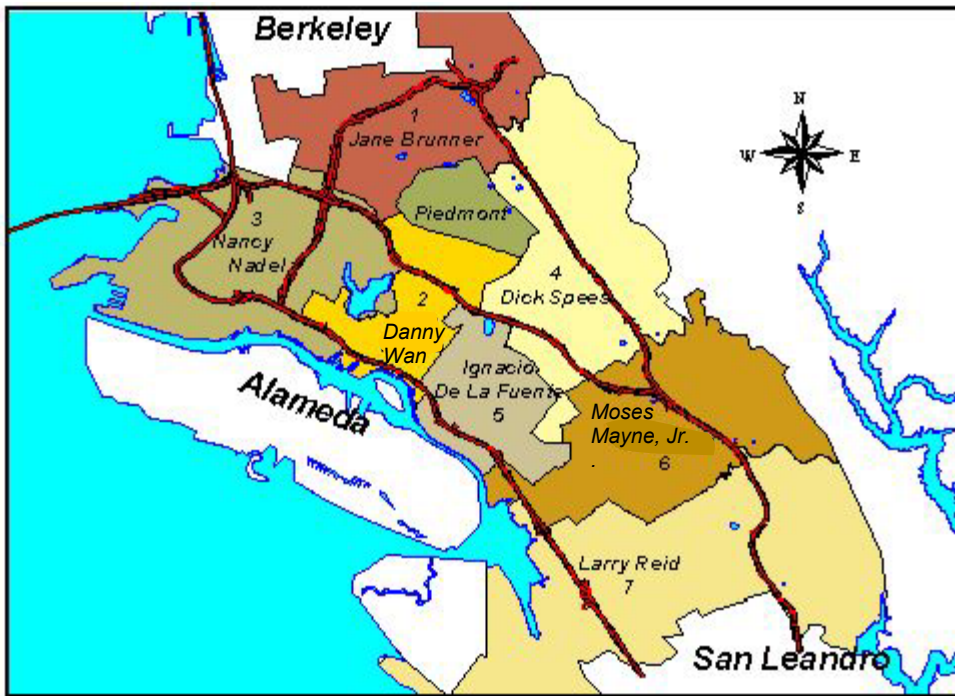 Berkeley
1
Jane Brunner
N
W E
S
Piedmont
3
Nancy
Nadel
4
Dick Spees
2
Danny
Wan
Ignacio
De La Fuente
5
Alameda
Moses
Mayne, Jr.
.
6
Larry Reid
7
San Leandro